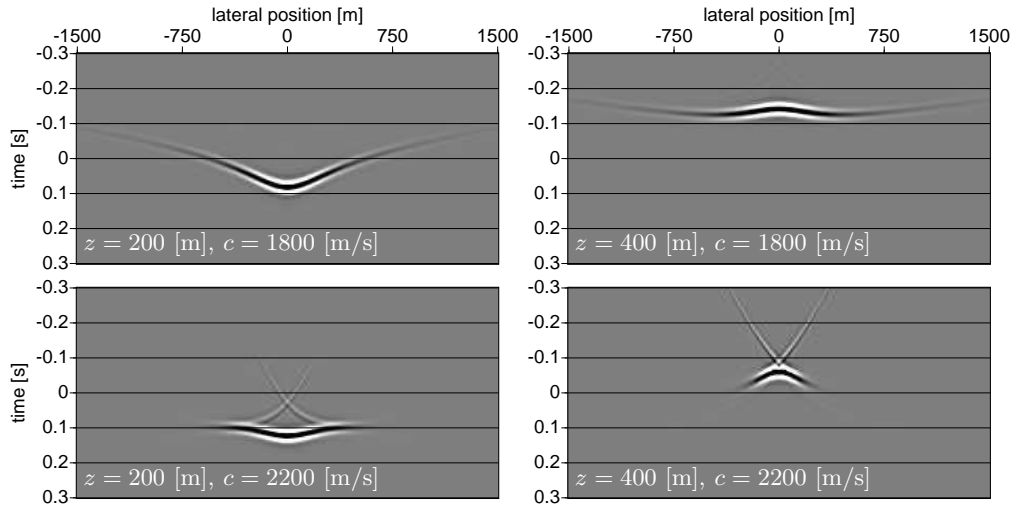 lateral position [m]
-1500 -750 0 750 1500
-0.3
-0.2
-0.1
0
0.1
0.2
0.3
time [s]
z = 200 [m], c = 1800 [m/s]
lateral position [m]
-1500 -750 0 750 1500
-0.3
-0.2
-0.1
0
0.1
0.2
0.3
z = 400 [m], c = 1800 [m/s]
-0.3
-0.2
-0.1
0
0.1
0.2
0.3
time [s]
z = 200 [m], c = 2200 [m/s]
-0.3
-0.2
-0.1
0
0.1
0.2
0.3
z = 400 [m], c = 2200 [m/s]